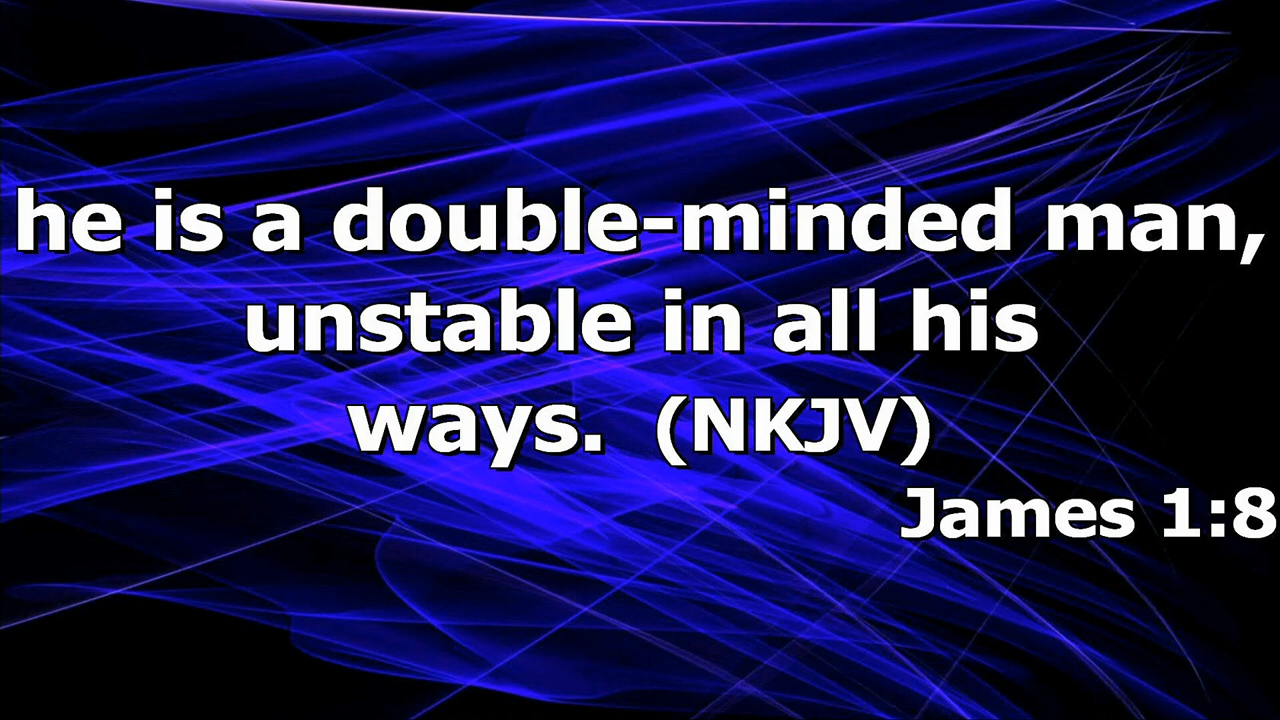 he is a double-minded man,
unstable in all his
ways.  (NKJV)
James 1:8